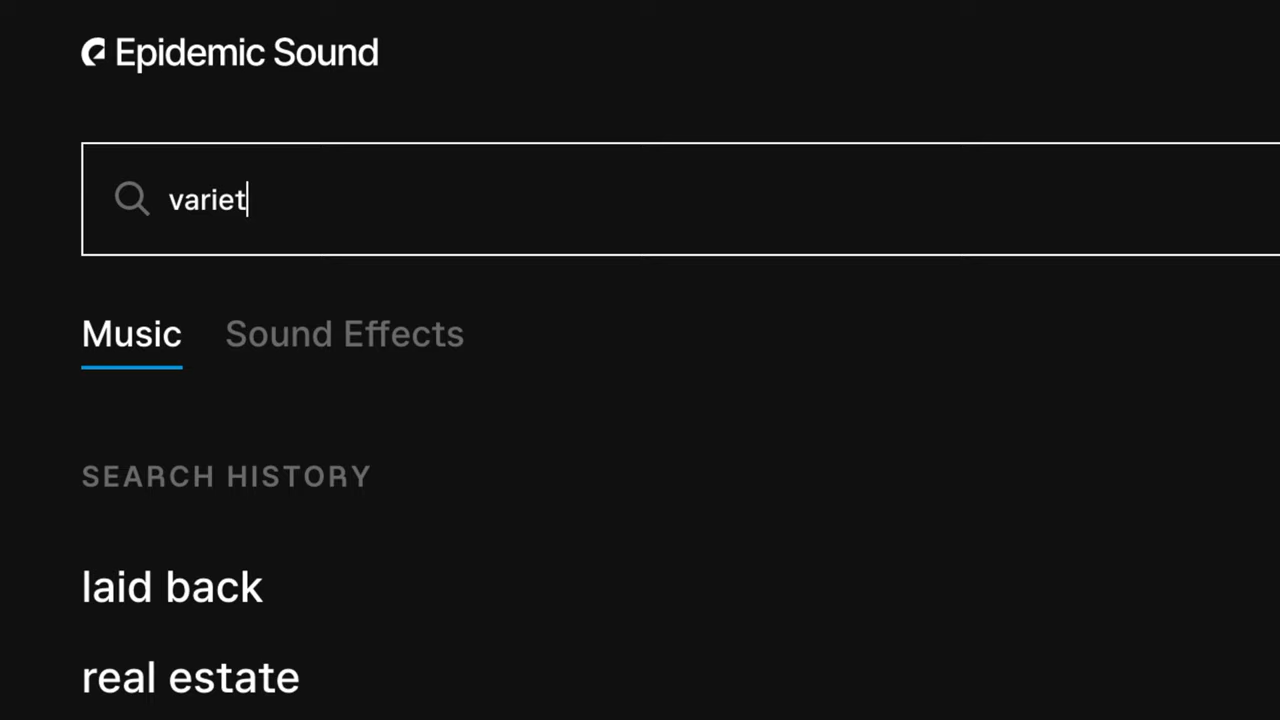 Epidemic Sound
variet
Music Sound Effects
SEARCH HISTORY
laid back
real estate